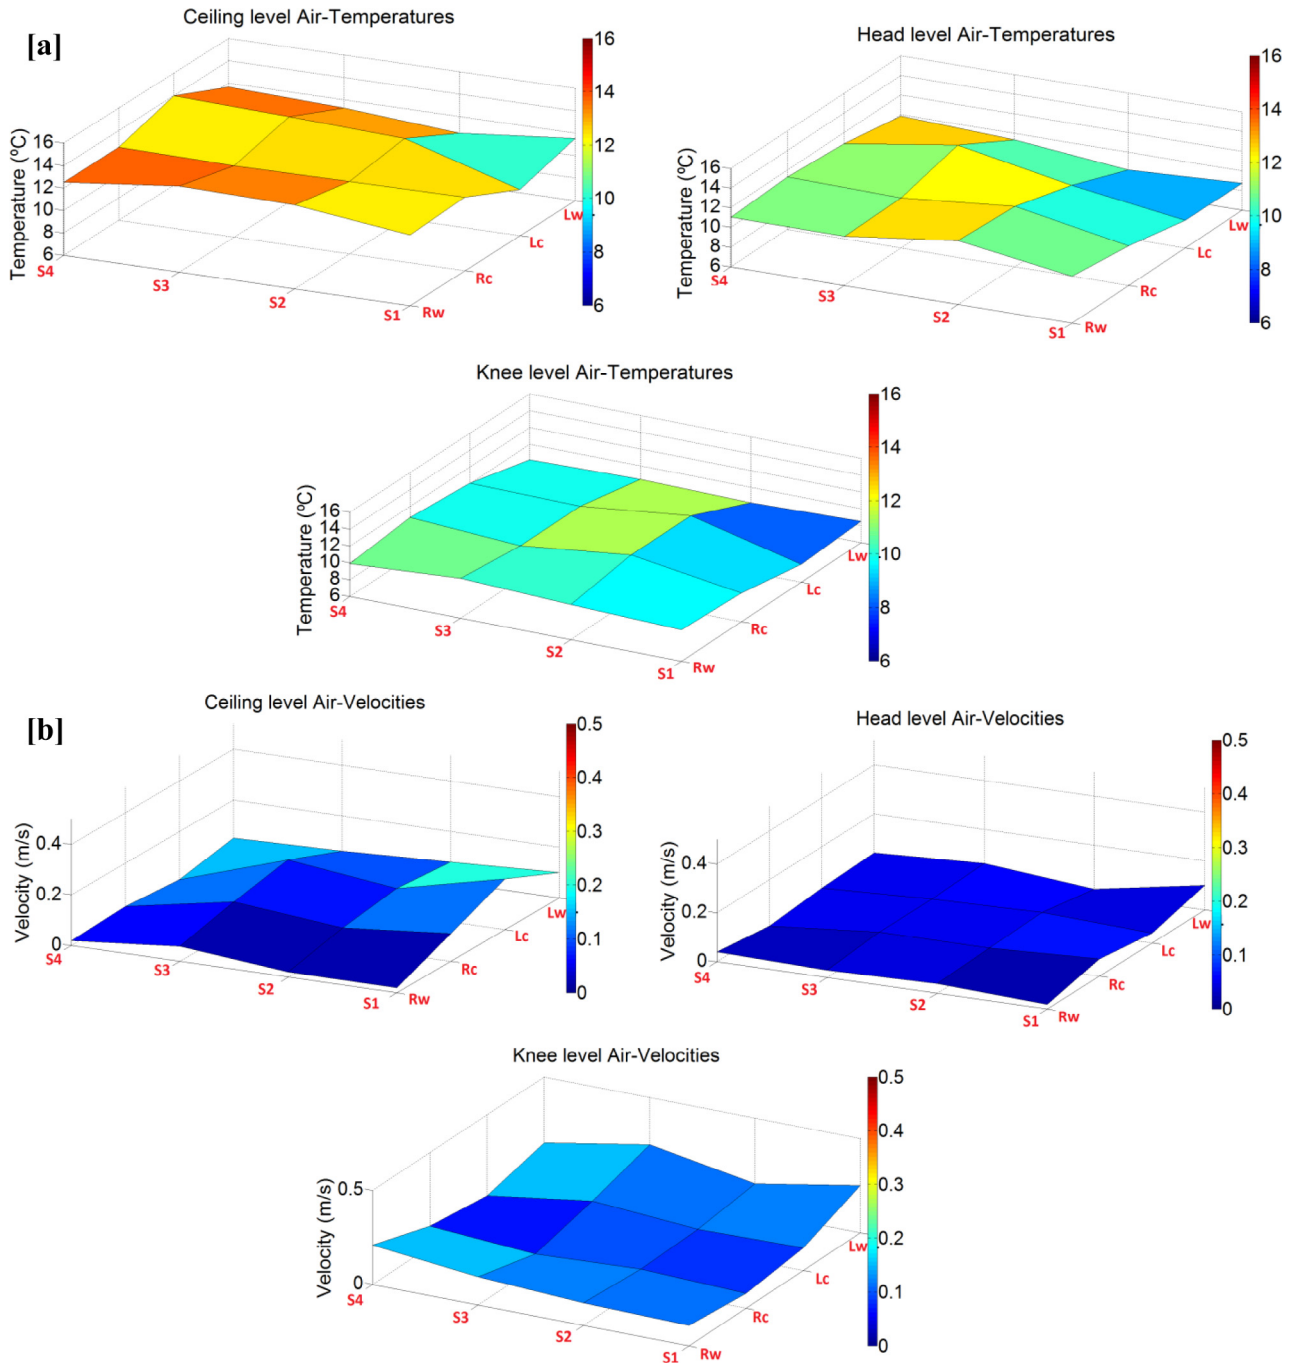 [a]
Ceiling level Air-Temperatures
Temperature (ºC)
16
14
12
10
8
6
S4
S3
S2
S1
Rw
Rc
Lc
Lw
16
14
12
10
8
6
Head level Air-Temperatures
Temperature (ºC)
16
14
12
10
8
6
S4
S3
S2
S1
Rw
Rc
Lc
Lw
16
14
12
10
8
6
Knee level Air-Temperatures
Temperature (ºC)
16
14
12
10
8
6
S4
S3
S2
S1
Rw
Rc
Lc
Lw
16
14
12
10
8
6
[b]
Ceiling level Air-Velocities
Velocity (m/s)
0.4
0.2
0
S4
S3
S2
S1
Rw
Rc
Lc
Lw
0.5
0.4
0.3
0.2
0.1
0
Head level Air-Velocities
Velocity (m/s)
0.4
0.2
0
S4
S3
S2
S1
Rw
Rc
Lc
Lw
0.5
0.4
0.3
0.2
0.1
0
Knee level Air-Velocities
Velocity (m/s)
0.5
0
S4
S3
S2
S1
Rw
Rc
Lc
Lw
0.5
0.4
0.3
0.2
0.1
0